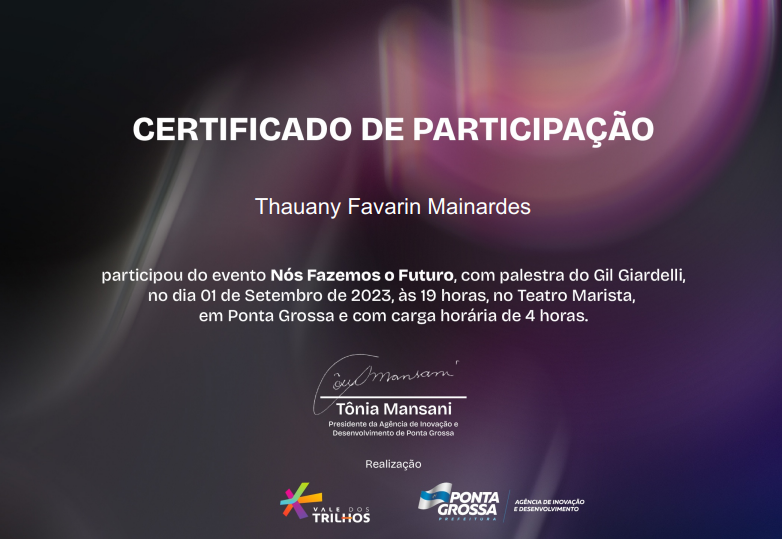 CERTIFICADO DE PARTICIPAÇÃO
Thauany Favarin Mainardes
participou do evento Nós Fazemos o Futuro, com palestra do Gil Giardelli,
no dia 01 de Setembro de 2023, às 19 horas, no Teatro Marista,
em Ponta Grossa e com carga horária de 4 horas.
Tônia Mansani
Presidente da Agência de Inovação e
Desenvolvimento de Ponta Grossa
Realização
VALE DOS
TRILHOS
PONTA
GROSSA
PREFEITURA
AGÊNCIA DE INOVAÇÃO
E DESENVOLVIMENTO